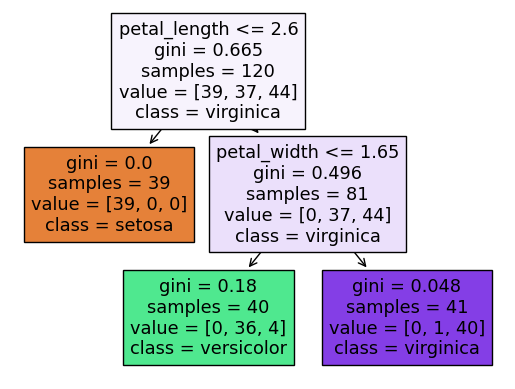 petal_length <= 2.6
gini = 0.665
samples = 120
value = [39, 37, 44]
class = virginica
gini = 0.0
samples = 39
value = [39, 0, 0]
class = setosa
petal_width <= 1.65
gini = 0.496
samples = 81
value = [0, 37, 44]
class = virginica
gini = 0.18
samples = 40
value = [0, 36, 4]
class = versicolor
gini = 0.048
samples = 41
value = [0, 1, 40]
class = virginica